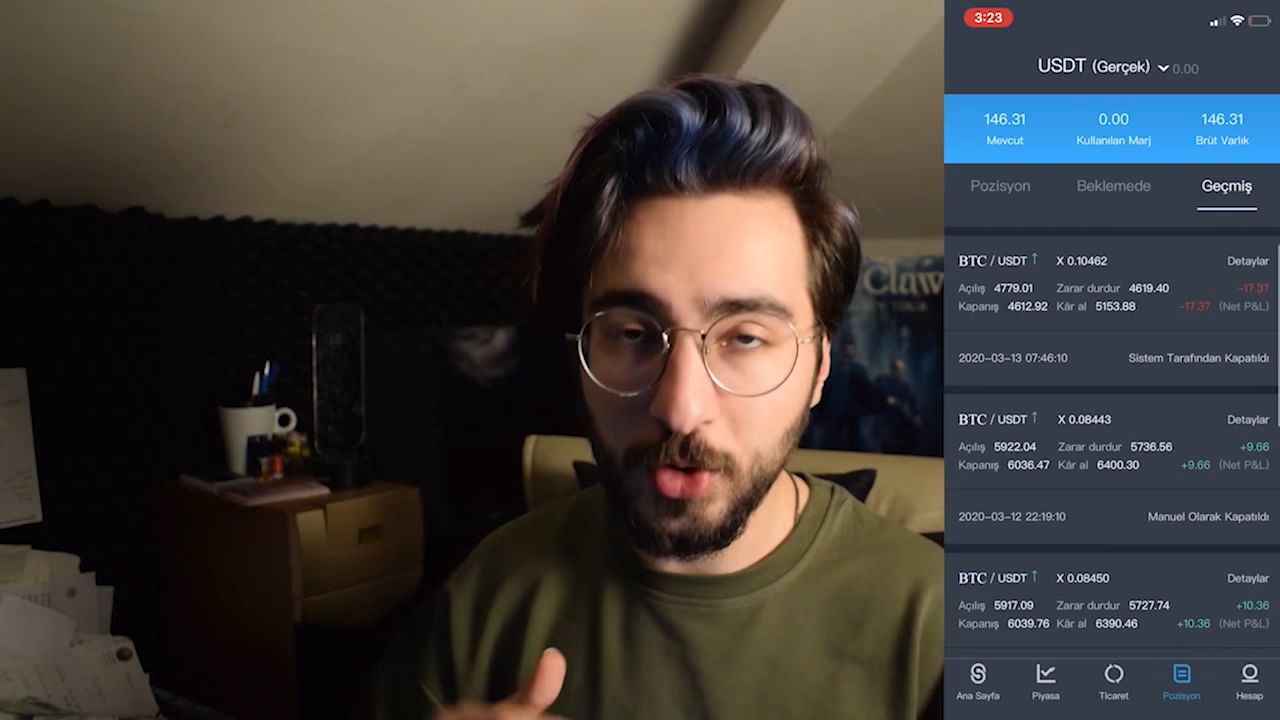 Claw
3:23
USDT (Gerçek) 0.00
146.31 0.00 146.31
Mevcut Kullanılan Marj Brüt Varlık
Pozisyon Beklemede Geçmiş
BTC / USDT ↑ X 0.10462 Detaylar
Açılış 4779.01 Zarar durdur 4619.40 -17.37
Kapanış 4612.92 Kâr al 5153.88 -17.37 (Net P&L)
2020-03-13 07:46:10 Sistem Tarafından Kapatıldı
BTC / USDT ↑ X 0.08443 Detaylar
Açılış 5922.04 Zarar durdur 5736.56 +9.66
Kapanış 6036.47 Kâr al 6400.30 +9.66 (Net P&L)
2020-03-12 22:19:10 Manuel Olarak Kapatıldı
BTC / USDT ↑ X 0.08450 Detaylar
Açılış 5917.09 Zarar durdur 5727.74 +10.36
Kapanış 6039.76 Kâr al 6390.46 +10.36 (Net P&L)
Ana Sayfa Piyasa Ticaret Pozisyon Hesap